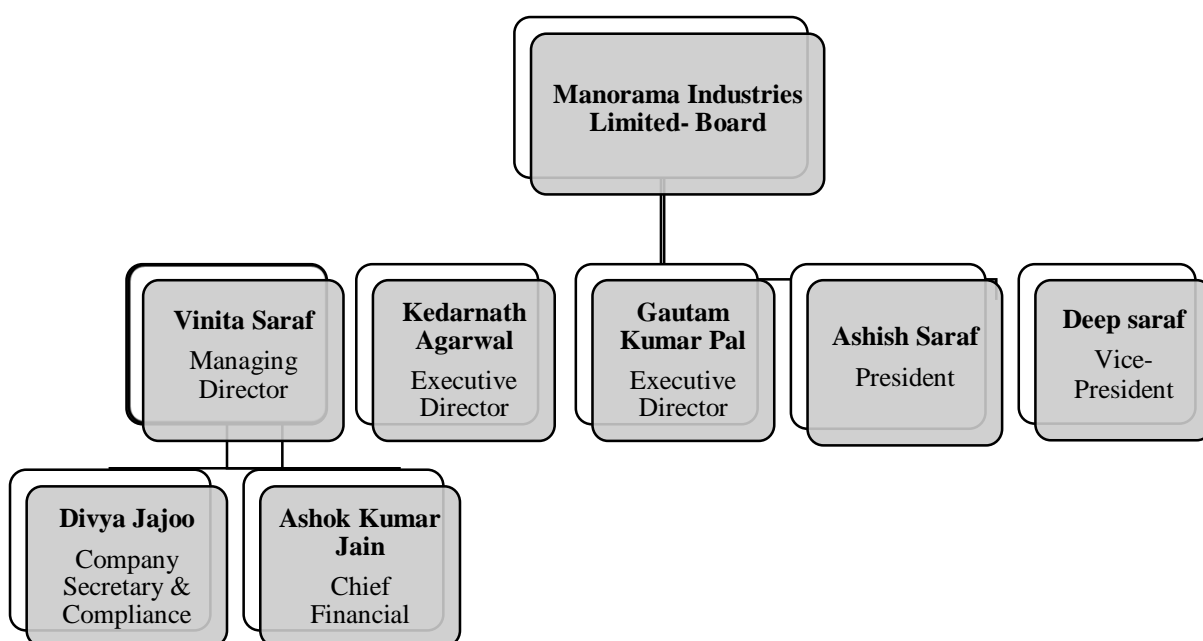 Manorama Industries
Limited- Board
Vinita Saraf
Managing
Director
Kedarnath
Agarwal
Executive
Director
Gautam
Kumar Pal
Executive
Director
Ashish Saraf
President
Deep saraf
Vice-
President
Divya Jajoo
Company
Secretary &
Compliance
Ashok Kumar
Jain
Chief
Financial